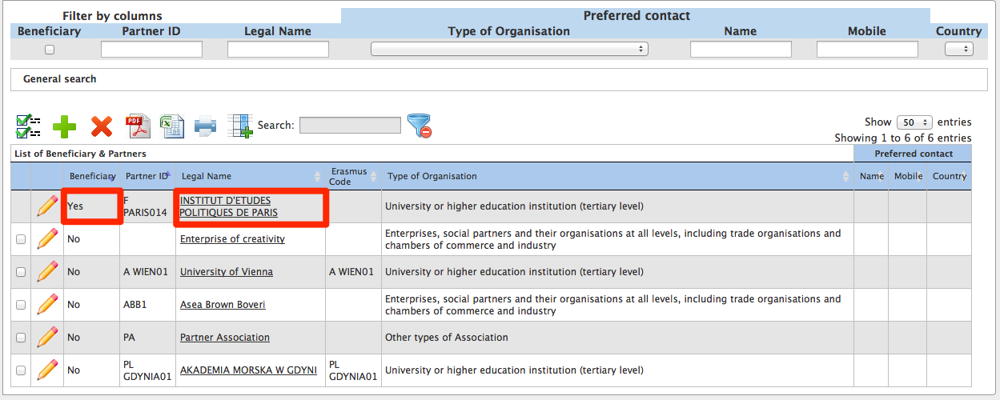 Filter by columns
Preferred contact
Beneficiary Partner ID Legal Name Type of Organisation Name Mobile Country
General search
PDF
Search:
Show 50 entries
Showing 1 to 6 of 6 entries
List of Beneficiary & Partners Preferred contact
Beneficiary Partner ID Legal Name Erasmus Code Type of Organisation Name Mobile Country
Yes F PARIS014 INSTITUT D'ETUDES POLITIQUES DE PARIS University or higher education institution (tertiary level)
No Enterprise of creativity Enterprises, social partners and their organisations at all levels, including trade organisations and
chambers of commerce and industry
No A WIEN01 University of Vienna A WIEN01 University or higher education institution (tertiary level)
No ABB1 Asea Brown Boveri Enterprises, social partners and their organisations at all levels, including trade organisations and
chambers of commerce and industry
No PA Partner Association Other types of Association
No PL GDYNIA01 AKADEMIA MORSKA W GDYNI PL GDYNIA01 University or higher education institution (tertiary level)